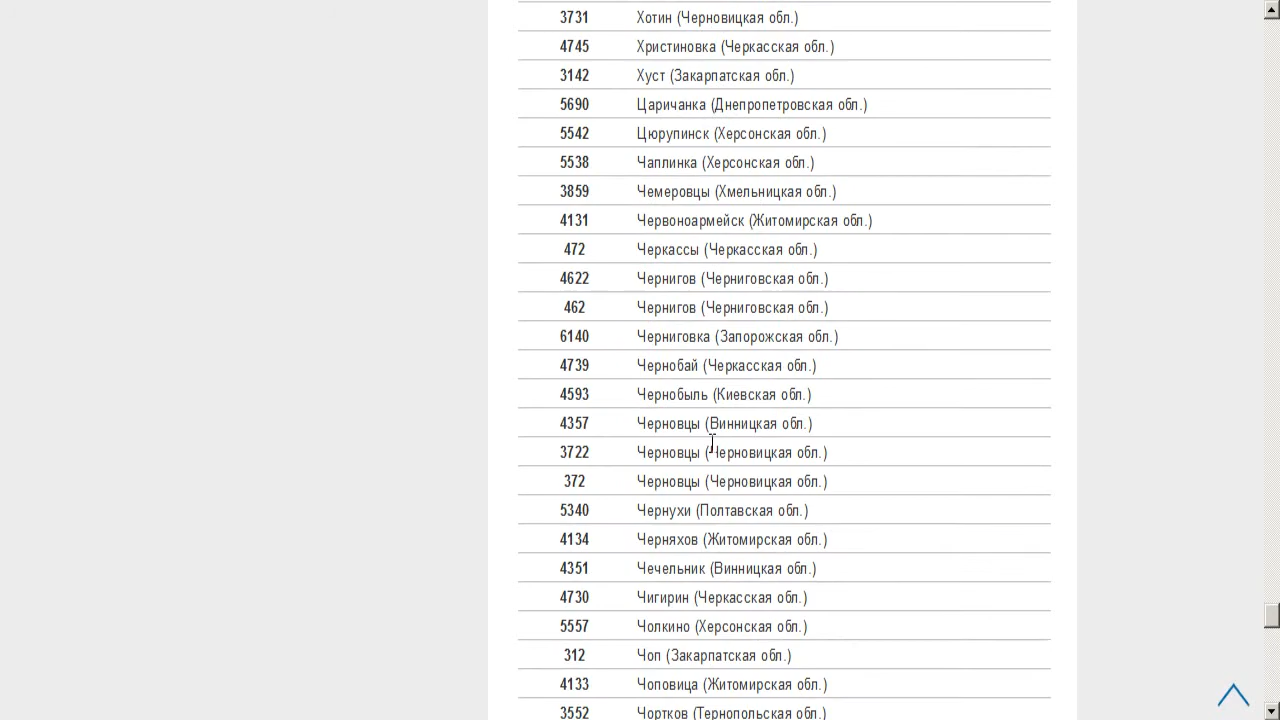 3731 Хотин (Черновицкая обл.)
4745 Христиновка (Черкасская обл.)
3142 Хуст (Закарпатская обл.)
5690 Царичанка (Днепропетровская обл.)
5542 Цюрупинск (Херсонская обл.)
5538 Чаплинка (Херсонская обл.)
3859 Чемеровцы (Хмельницкая обл.)
4131 Червоноармейск (Житомирская обл.)
472 Черкассы (Черкасская обл.)
4622 Чернигов (Черниговская обл.)
462 Чернигов (Черниговская обл.)
6140 Черниговка (Запорожская обл.)
4739 Чернобай (Черкасская обл.)
4593 Чернобыль (Киевская обл.)
4357 Черновцы (Винницкая обл.)
3722 Черновцы (Черновицкая обл.)
372 Черновцы (Черновицкая обл.)
5340 Чернухи (Полтавская обл.)
4134 Черняхов (Житомирская обл.)
4351 Чечельник (Винницкая обл.)
4730 Чигирин (Черкасская обл.)
5557 Чолкино (Херсонская обл.)
312 Чоп (Закарпатская обл.)
4133 Чоповица (Житомирская обл.)
3552 Чортков (Тернопольская обл.)